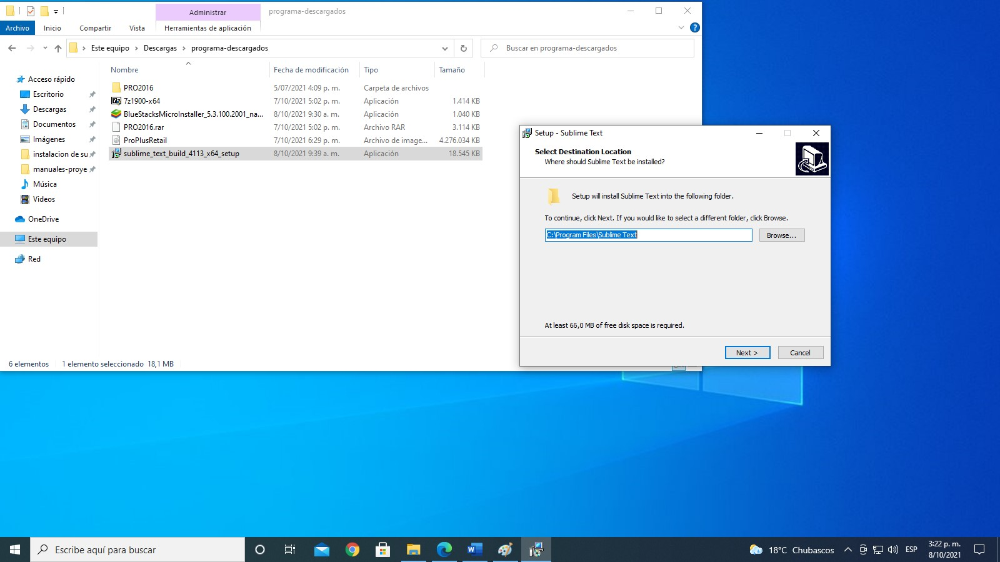 Administrar
programa-descargados
Archivo
Inicio
Compartir
Vista
Herramientas de aplicación
Este equipo
Descargas
programa-descargados
Buscar en programa-descargados
Nombre
Fecha de modificación
Tipo
Tamaño
Acceso rápido
Escritorio
Descargas
Documentos
Imágenes
instalacion de su
manuales-proye
Música
Videos
OneDrive
Este equipo
Red
PRO2016 5/07/2021 4:09 p. m. Carpeta de archivos
7z1900-x64 7/10/2021 5:02 p. m. Aplicación 1.414 KB
BlueStacksMicroInstaller_5.3.100.2001_na... 8/10/2021 9:30 a. m. Aplicación 1.040 KB
PRO2016.rar 7/10/2021 5:02 p. m. Archivo RAR 3.114 KB
ProPlusRetail 7/10/2021 6:29 p. m. Archivo de image... 4.276.034 KB
sublime_text_build_4113_x64_setup 8/10/2021 9:39 a. m. Aplicación 18.545 KB
6 elementos
1 elemento seleccionado 18,1 MB
Setup - Sublime Text
Select Destination Location
Where should Sublime Text be installed?
Setup will install Sublime Text into the following folder.
To continue, click Next. If you would like to select a different folder, click Browse.
C:\Program Files\Sublime Text
Browse...
At least 66,0 MB of free disk space is required.
Next >
Cancel
Escribe aquí para buscar
18°C Chubascos
ESP
3:22 p. m.
8/10/2021